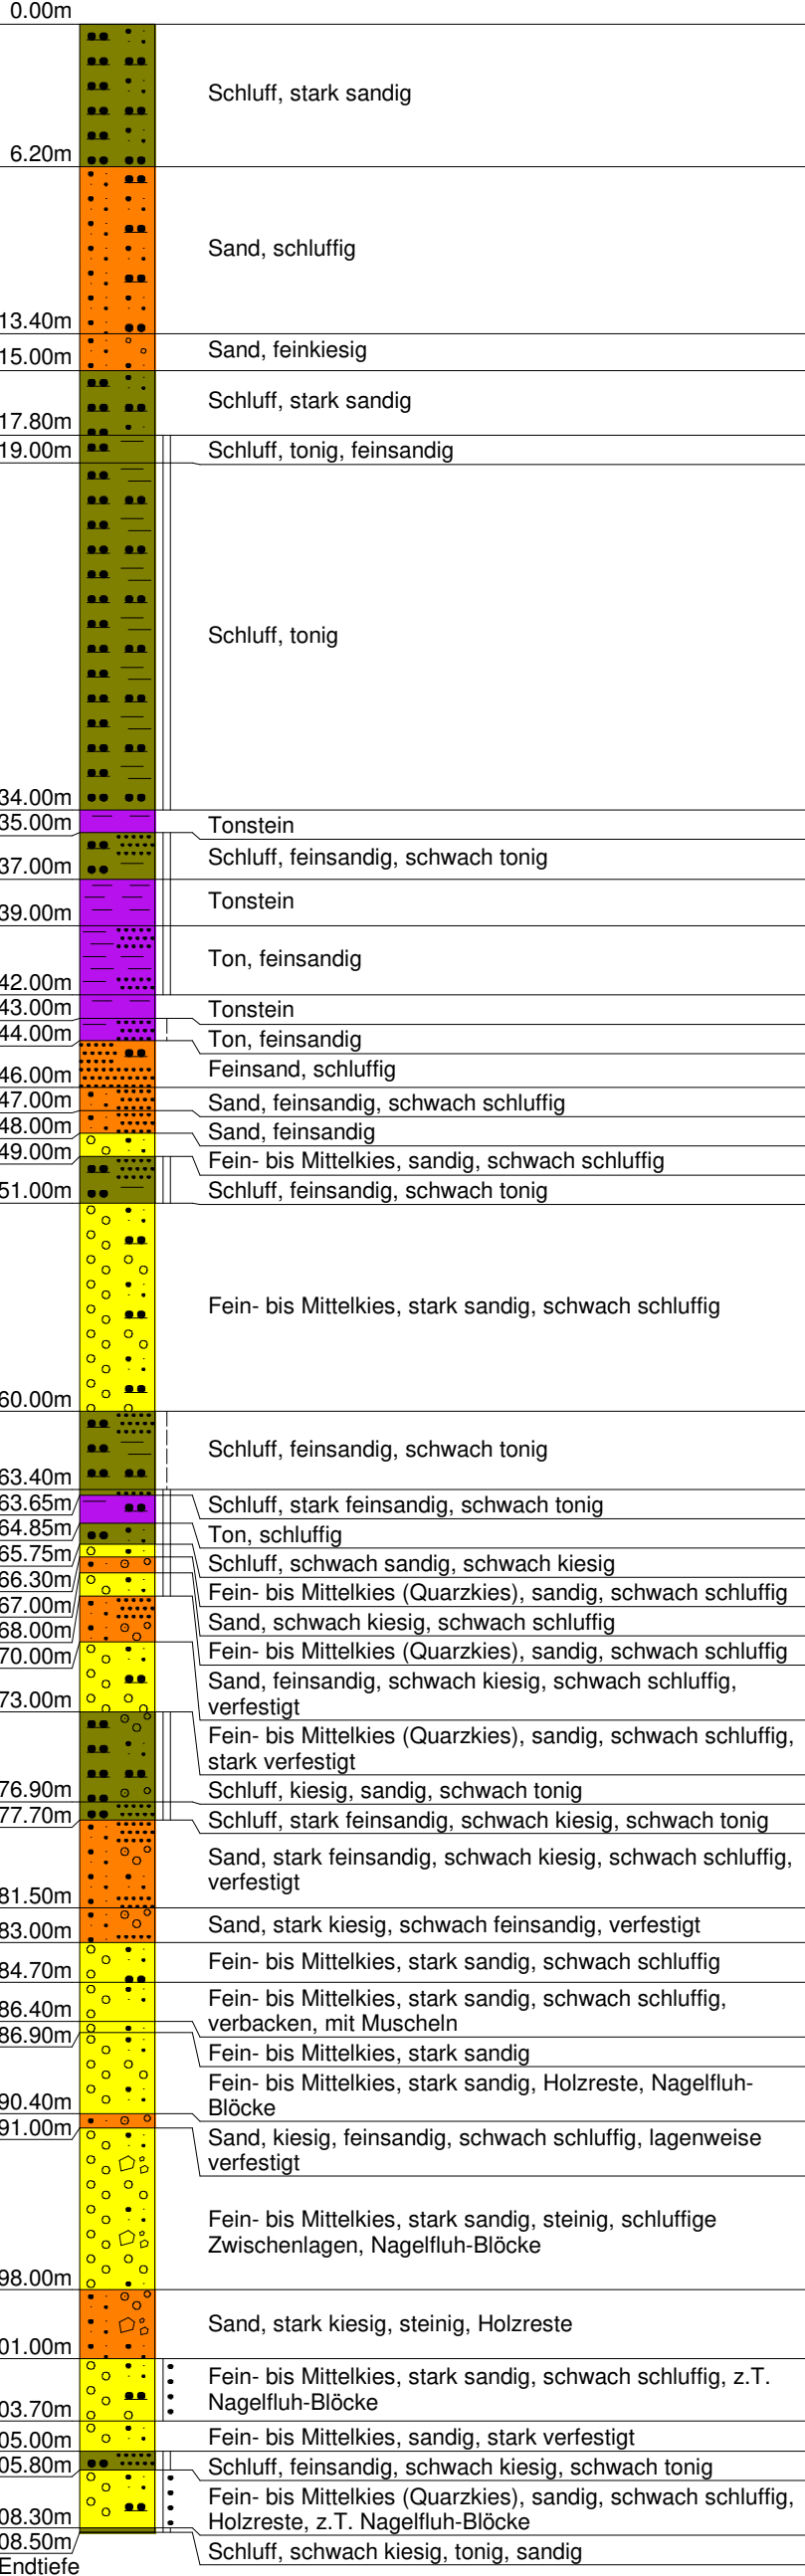 0.00m
Schluff, stark sandig
6.20m
Sand, schluffig
13.40m
Sand, feinkiesig
15.00m
Schluff, stark sandig
17.80m
Schluff, tonig, feinsandig
19.00m
Schluff, tonig
34.00m
Tonstein
35.00m
Schluff, feinsandig, schwach tonig
37.00m
Tonstein
39.00m
Ton, feinsandig
42.00m
Tonstein
43.00m
Ton, feinsandig
44.00m
Feinsand, schluffig
46.00m
Sand, feinsandig, schwach schluffig
47.00m
Sand, feinsandig
48.00m
Fein- bis Mittelkies, sandig, schwach schluffig
49.00m
Schluff, feinsandig, schwach tonig
51.00m
Fein- bis Mittelkies, stark sandig, schwach schluffig
60.00m
Schluff, feinsandig, schwach tonig
63.40m
Schluff, stark feinsandig, schwach tonig
63.65m
Ton, schluffig
64.85m
Schluff, schwach sandig, schwach kiesig
65.75m
Fein- bis Mittelkies (Quarzkies), sandig, schwach schluffig
66.30m
Sand, schwach kiesig, schwach schluffig
67.00m
Fein- bis Mittelkies (Quarzkies), sandig, schwach schluffig
68.00m
Sand, feinsandig, schwach kiesig, schwach schluffig,
verfestigt
70.00m
Fein- bis Mittelkies (Quarzkies), sandig, schwach schluffig,
stark verfestigt
73.00m
Schluff, kiesig, sandig, schwach tonig
76.90m
Schluff, stark feinsandig, schwach kiesig, schwach tonig
77.70m
Sand, stark feinsandig, schwach kiesig, schwach schluffig,
verfestigt
81.50m
Sand, stark kiesig, schwach feinsandig, verfestigt
83.00m
Fein- bis Mittelkies, stark sandig, schwach schluffig
84.70m
Fein- bis Mittelkies, stark sandig, schwach schluffig,
verbacken, mit Muscheln
86.40m
Fein- bis Mittelkies, stark sandig
86.90m
Fein- bis Mittelkies, stark sandig, Holzreste, Nagelfluh-
Blöcke
90.40m
Sand, kiesig, feinsandig, schwach schluffig, lagenweise
verfestigt
91.00m
Fein- bis Mittelkies, stark sandig, steinig, schluffige
Zwischenlagen, Nagelfluh-Blöcke
98.00m
Sand, stark kiesig, steinig, Holzreste
01.00m
Fein- bis Mittelkies, stark sandig, schwach schluffig, z.T.
Nagelfluh-Blöcke
03.70m
Fein- bis Mittelkies, sandig, stark verfestigt
05.00m
Schluff, feinsandig, schwach kiesig, schwach tonig
05.80m
Fein- bis Mittelkies (Quarzkies), sandig, schwach schluffig,
Holzreste, z.T. Nagelfluh-Blöcke
08.30m
Schluff, schwach kiesig, tonig, sandig
08.50m
Endtiefe